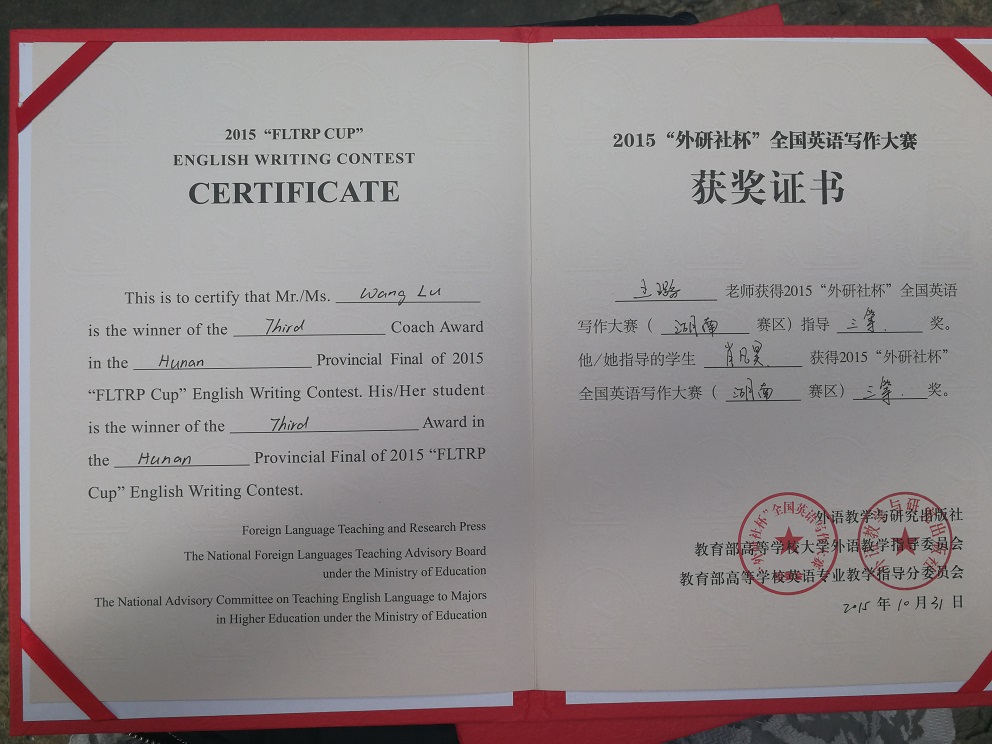 2015 “FLTRP CUP”
ENGLISH WRITING CONTEST
CERTIFICATE
This is to certify that Mr./Ms. Wang Lu
is the winner of the Third Coach Award
in the Hunan Provincial Final of 2015
“FLTRP Cup” English Writing Contest. His/Her student
is the winner of the Third Award in
the Hunan Provincial Final of 2015 “FLTRP
Cup” English Writing Contest.
Foreign Language Teaching and Research Press
The National Foreign Languages Teaching Advisory Board
under the Ministry of Education
The National Advisory Committee on Teaching English Language to Majors
in Higher Education under the Ministry of Education
2015“外研社杯”全国英语写作大赛
获奖证书
王璐 老师获得2015“外研社杯”全国英语
写作大赛（ 湖南 赛区）指导 三等 奖。
他/她指导的学生 肖凡昊 获得2015“外研社杯”
全国英语写作大赛（ 湖南 赛区）三等 奖。
外语教学与研究出版社
教育部高等学校大学外语教学指导委员会
教育部高等学校英语专业教学指导分委员会
2015 年 10 月 31 日